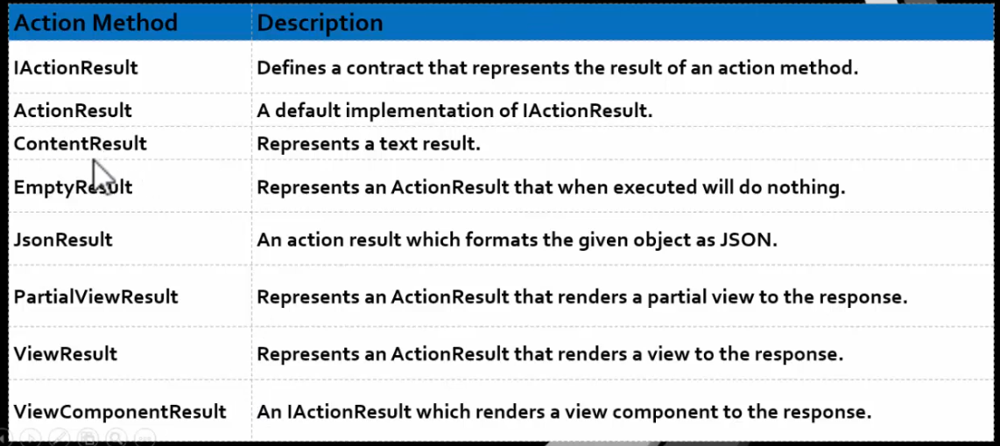 Action Method Description
IActionResult Defines a contract that represents the result of an action method.
ActionResult A default implementation of IActionResult.
ContentResult Represents a text result.
EmptyResult Represents an ActionResult that when executed will do nothing.
JsonResult An action result which formats the given object as JSON.
PartialViewResult Represents an ActionResult that renders a partial view to the response.
ViewResult Represents an ActionResult that renders a view to the response.
ViewComponentResult An IActionResult which renders a view component to the response.